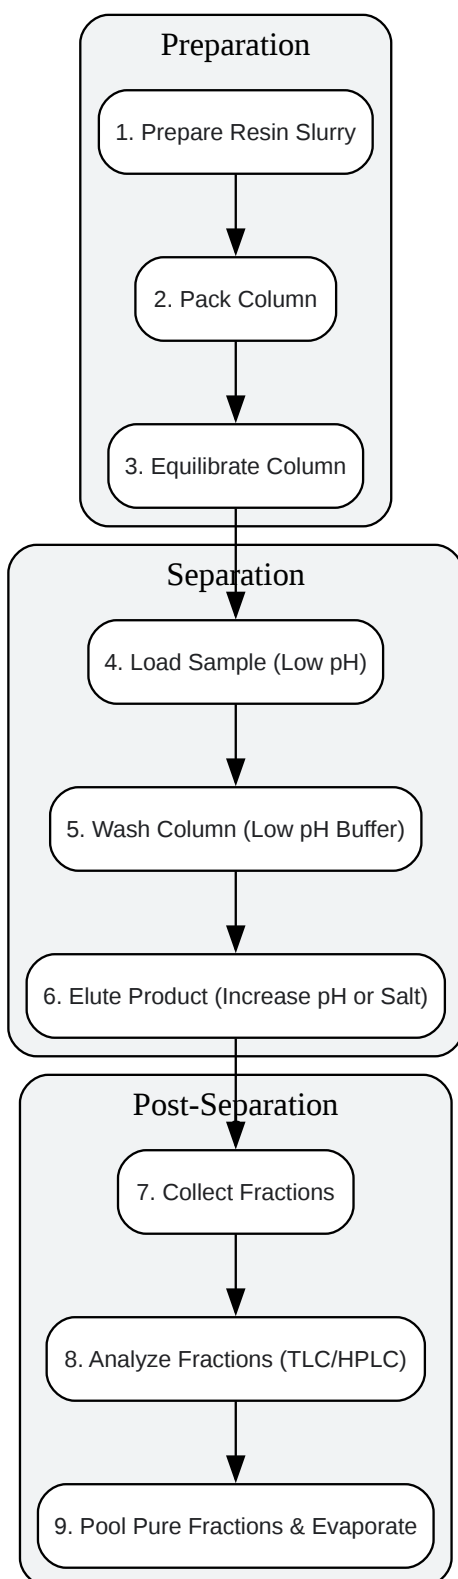 Preparation
1. Prepare Resin Slurry
2. Pack Column
3. Equilibrate Column
Separation
4. Load Sample (Low pH)
5. Wash Column (Low pH Buffer)
6. Elute Product (Increase pH or Salt)
Post-Separation
7. Collect Fractions
8. Analyze Fractions (TLC/HPLC)
9. Pool Pure Fractions & Evaporate